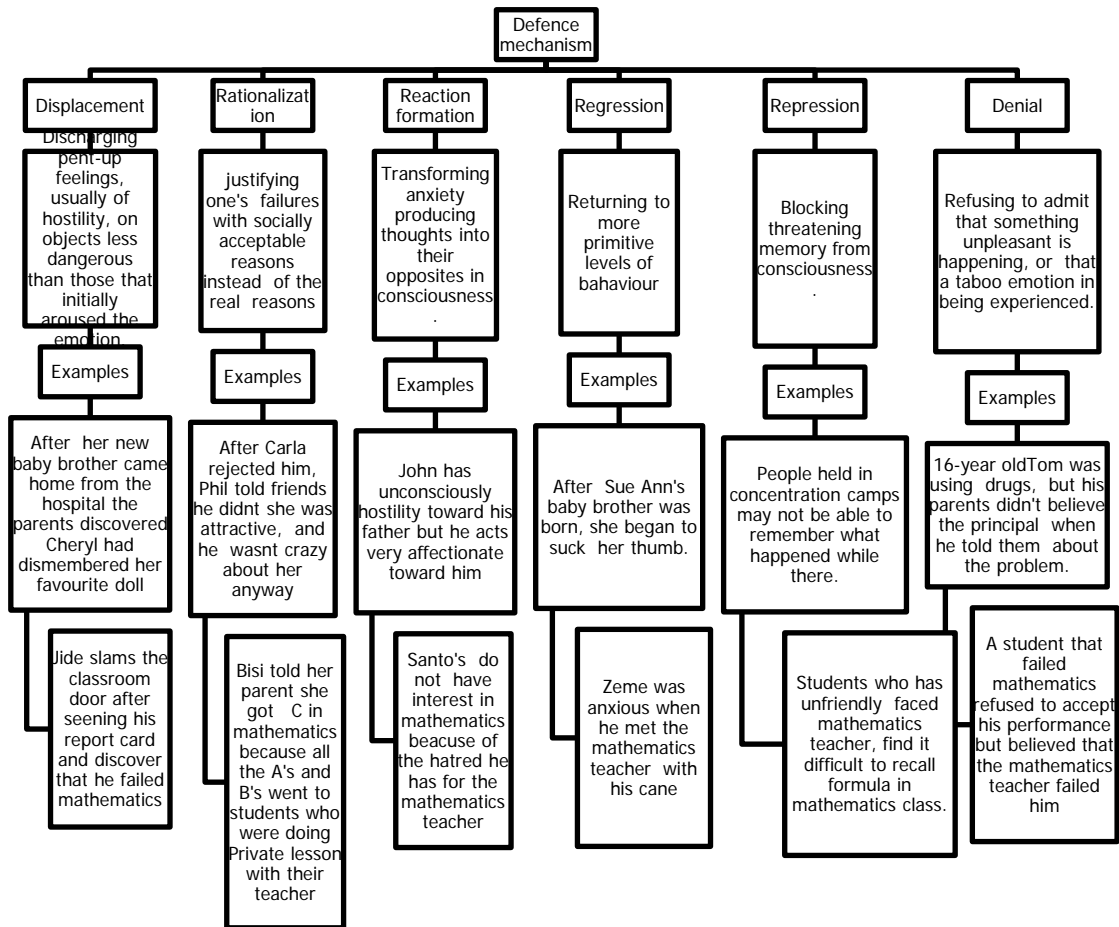 Defence
mechanism
Displacement
Discharging
pent-up
feelings,
usually of
hostility, on
objects less
dangerous
than those that
initially
aroused the
emotion
Examples
After her new
baby brother came
home from the
hospital the
parents discovered
Cheryl had
dismembered her
favourite doll
Jide slams the
classroom
door after
seening his
report card
and discover
that he failed
mathematics
Rationalizat
ion
justifying
one's failures
with socially
acceptable
reasons
instead of the
real reasons
Examples
After Carla
rejected him,
Phil told friends
he didnt she was
attractive, and
he wasnt crazy
about her
anyway
Bisi told her
parent she
got C in
mathematics
because all
the A's and
B's went to
students who
were doing
Private lesson
with their
teacher
Reaction
formation
Transforming
anxiety
producing
thoughts into
their
opposites in
consciousness
.
Examples
John has
unconsciously
hostility toward his
father but he acts
very affectionate
toward him
Santo's do
not have
interest in
mathematics
beacuse of
the hatred he
has for the
mathematics
teacher
Regression
Returning to
more
primitive
levels of
bahaviour
Examples
After Sue Ann's
baby brother was
born, she began to
suck her thumb.
Zeme was
anxious when
he met the
mathematics
teacher with
his cane
Repression
Blocking
threatening
memory from
consciousness
.
Examples
People held in
concentration camps
may not be able to
remember what
happened while
there.
Students who has
unfriendly faced
mathematics
teacher, find it
difficult to recall
formula in
mathematics class.
Denial
Refusing to admit
that something
unpleasant is
happening, or that
a taboo emotion in
being experienced.
Examples
16-year oldTom was
using drugs, but his
parents didn't believe
the principal when
he told them about
the problem.
A student that
failed
mathematics
refused to accept
his performance
but believed that
the mathematics
teacher failed
him